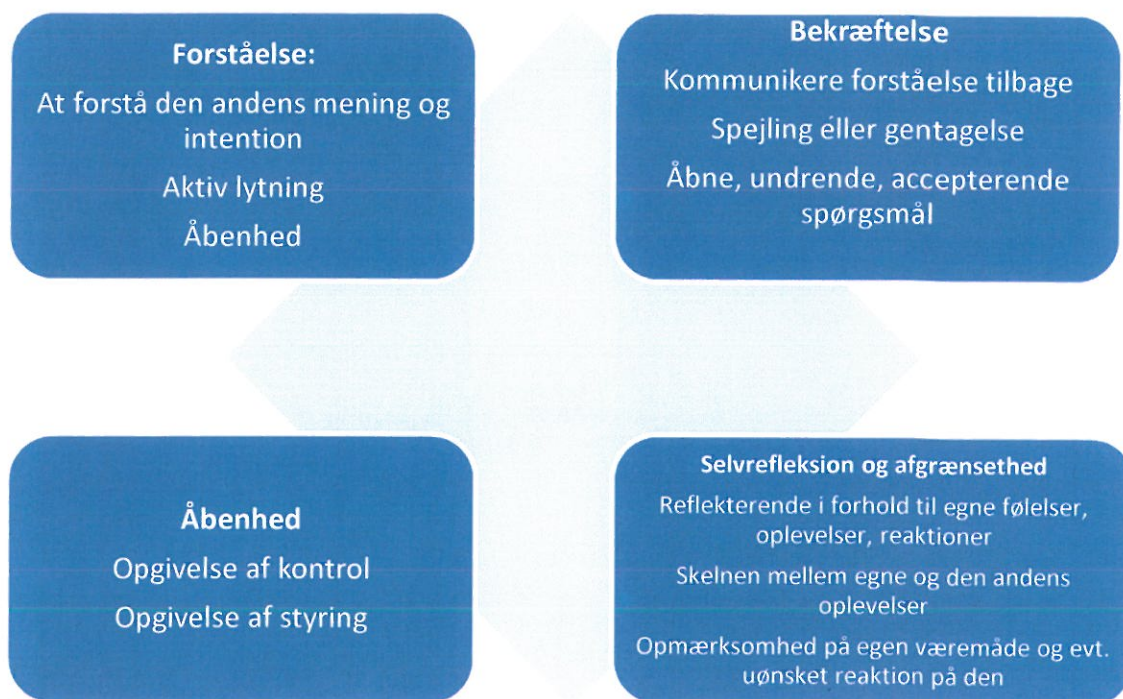 Forståelse:
At forstå den andens mening og
intention
Aktiv lytning
Åbenhed
Bekræftelse
Kommunikere forståelse tilbage
Spejling eller gentagelse
Åbne, undrende, accepterende
spørgsmål
Åbenhed
Opgivelse af kontrol
Opgivelse af styring
Selvrefleksion og afgrænsethed
Reflekterende i forhold til egne følelser,
oplevelser, reaktioner
Skelnen mellem egne og den andens
oplevelser
Opmærksomhed på egen væremåde og evt.
uønsket reaktion på den